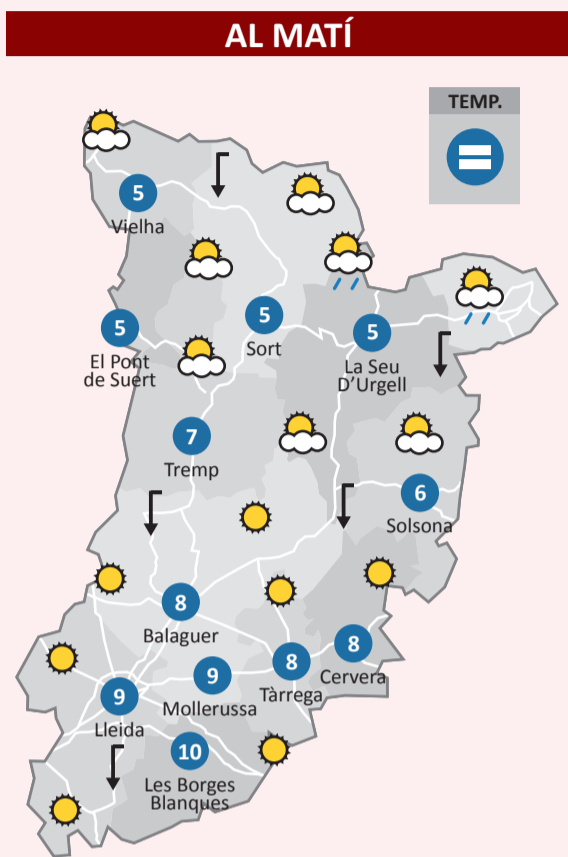 AL MATÍ
TEMP.
5
Vielha
5
El Pont
de Suert
5
Sort
5
La Seu
D'Urgell
7
Tremp
6
Solsona
8
Balaguer
8
Cervera
8
Tàrrega
9
Mollerussa
9
Lleida
10
Les Borges
Blanques